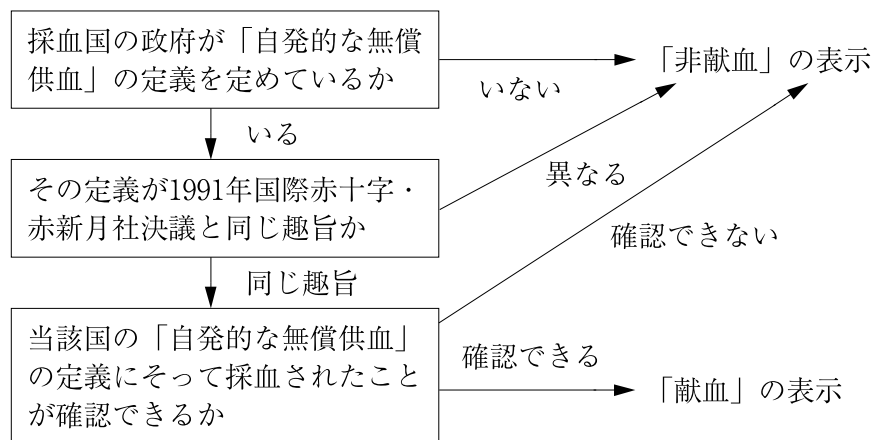 採血国の政府が「自発的な無償
供血」の定義を定めているか
いない
「非献血」の表示
いる
その定義が1991年国際赤十字・
赤新月社決議と同じ趣旨か
異なる
確認できない
同じ趣旨
当該国の「自発的な無償供血」
の定義にそって採血されたこと
が確認できるか
確認できる
「献血」の表示